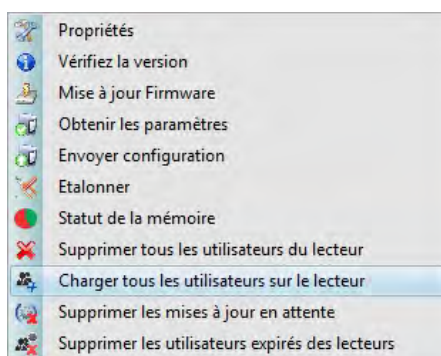 Propriétés
Vérifiez la version
Mise à jour Firmware
Obtenir les paramètres
Envoyer configuration
Etalonner
Statut de la mémoire
Supprimer tous les utilisateurs du lecteur
Charger tous les utilisateurs sur le lecteur
Supprimer les mises à jour en attente
Supprimer les utilisateurs expirés des lecteurs